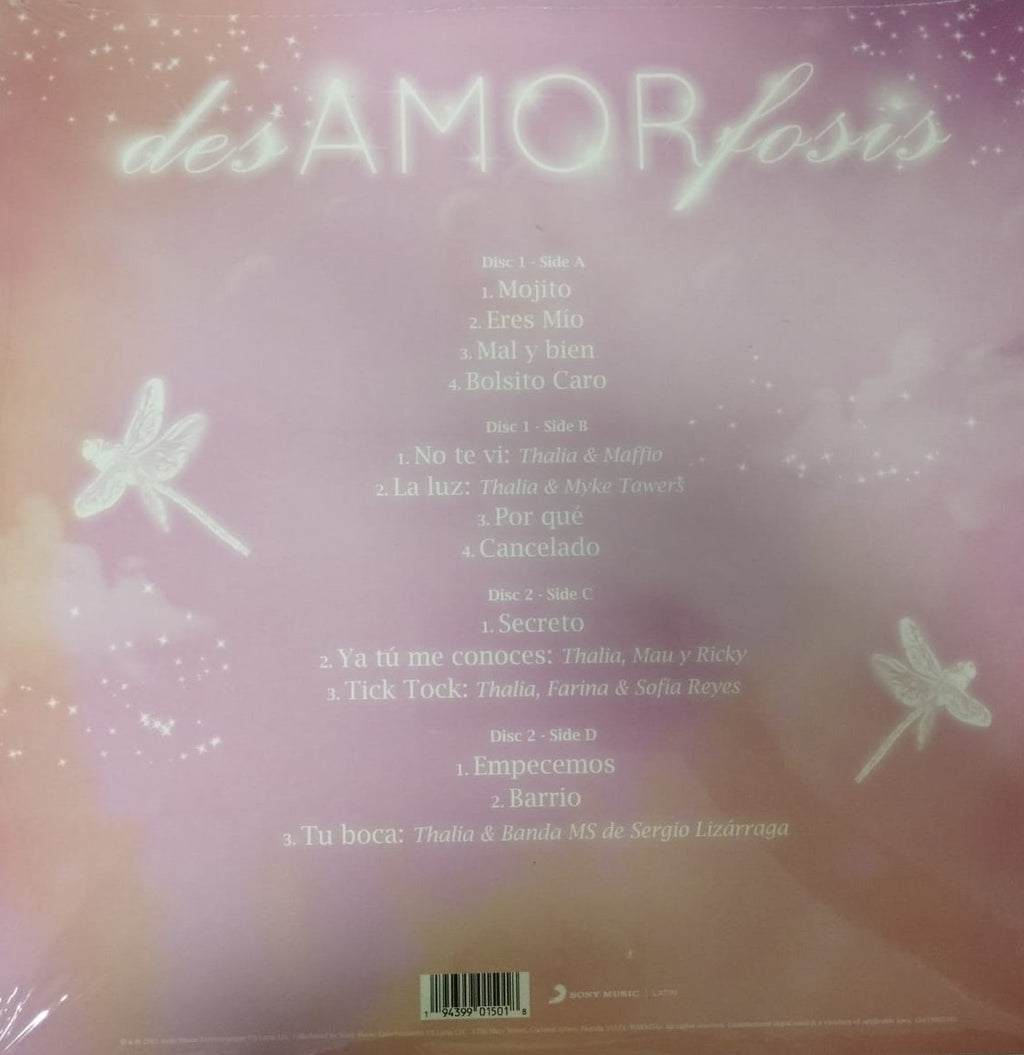 desAMORfosis
Disc 1 - Side A
1. Mojito
2. Eres Mío
3. Mal y bien
4. Bolsito Caro
Disc 1 - Side B
1. No te vi: Thalia & Maffio
2. La luz: Thalia & Myke Towers
3. Por qué
4. Cancelado
Disc 2 - Side C
1. Secreto
2. Ya tú me conoces: Thalia, Mau y Ricky
3. Tick Tock: Thalia, Farina & Sofía Reyes
Disc 2 - Side D
1. Empecemos
2. Barrio
3. Tu boca: Thalia & Banda MS de Sergio Lizárraga
1 94399 01501 8
SONY MUSIC | LATIN